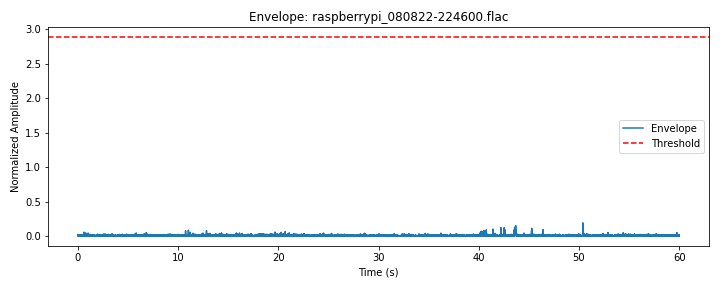 Envelope: raspberrypi_080822-224600.flac
Normalized Amplitude
3.0
2.5
2.0
1.5
1.0
0.5
0.0
Envelope
Threshold
0
10
20
30
40
50
60
Time (s)